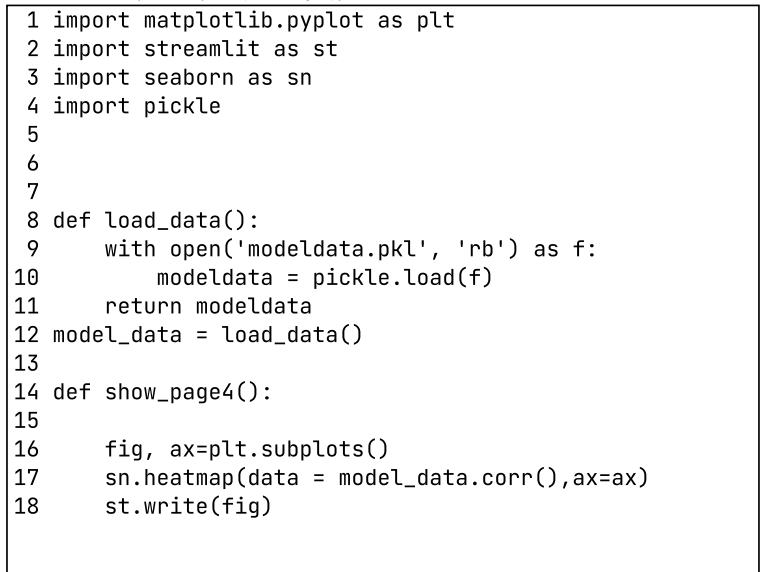 1 import matplotlib.pyplot as plt
2 import streamlit as st
3 import seaborn as sn
4 import pickle
5
6
7
8 def load_data():
9     with open('modeldata.pkl', 'rb') as f:
10         modeldata = pickle.load(f)
11     return modeldata
12 model_data = load_data()
13
14 def show_page4():
15
16     fig, ax=plt.subplots()
17     sn.heatmap(data = model_data.corr(),ax=ax)
18     st.write(fig)